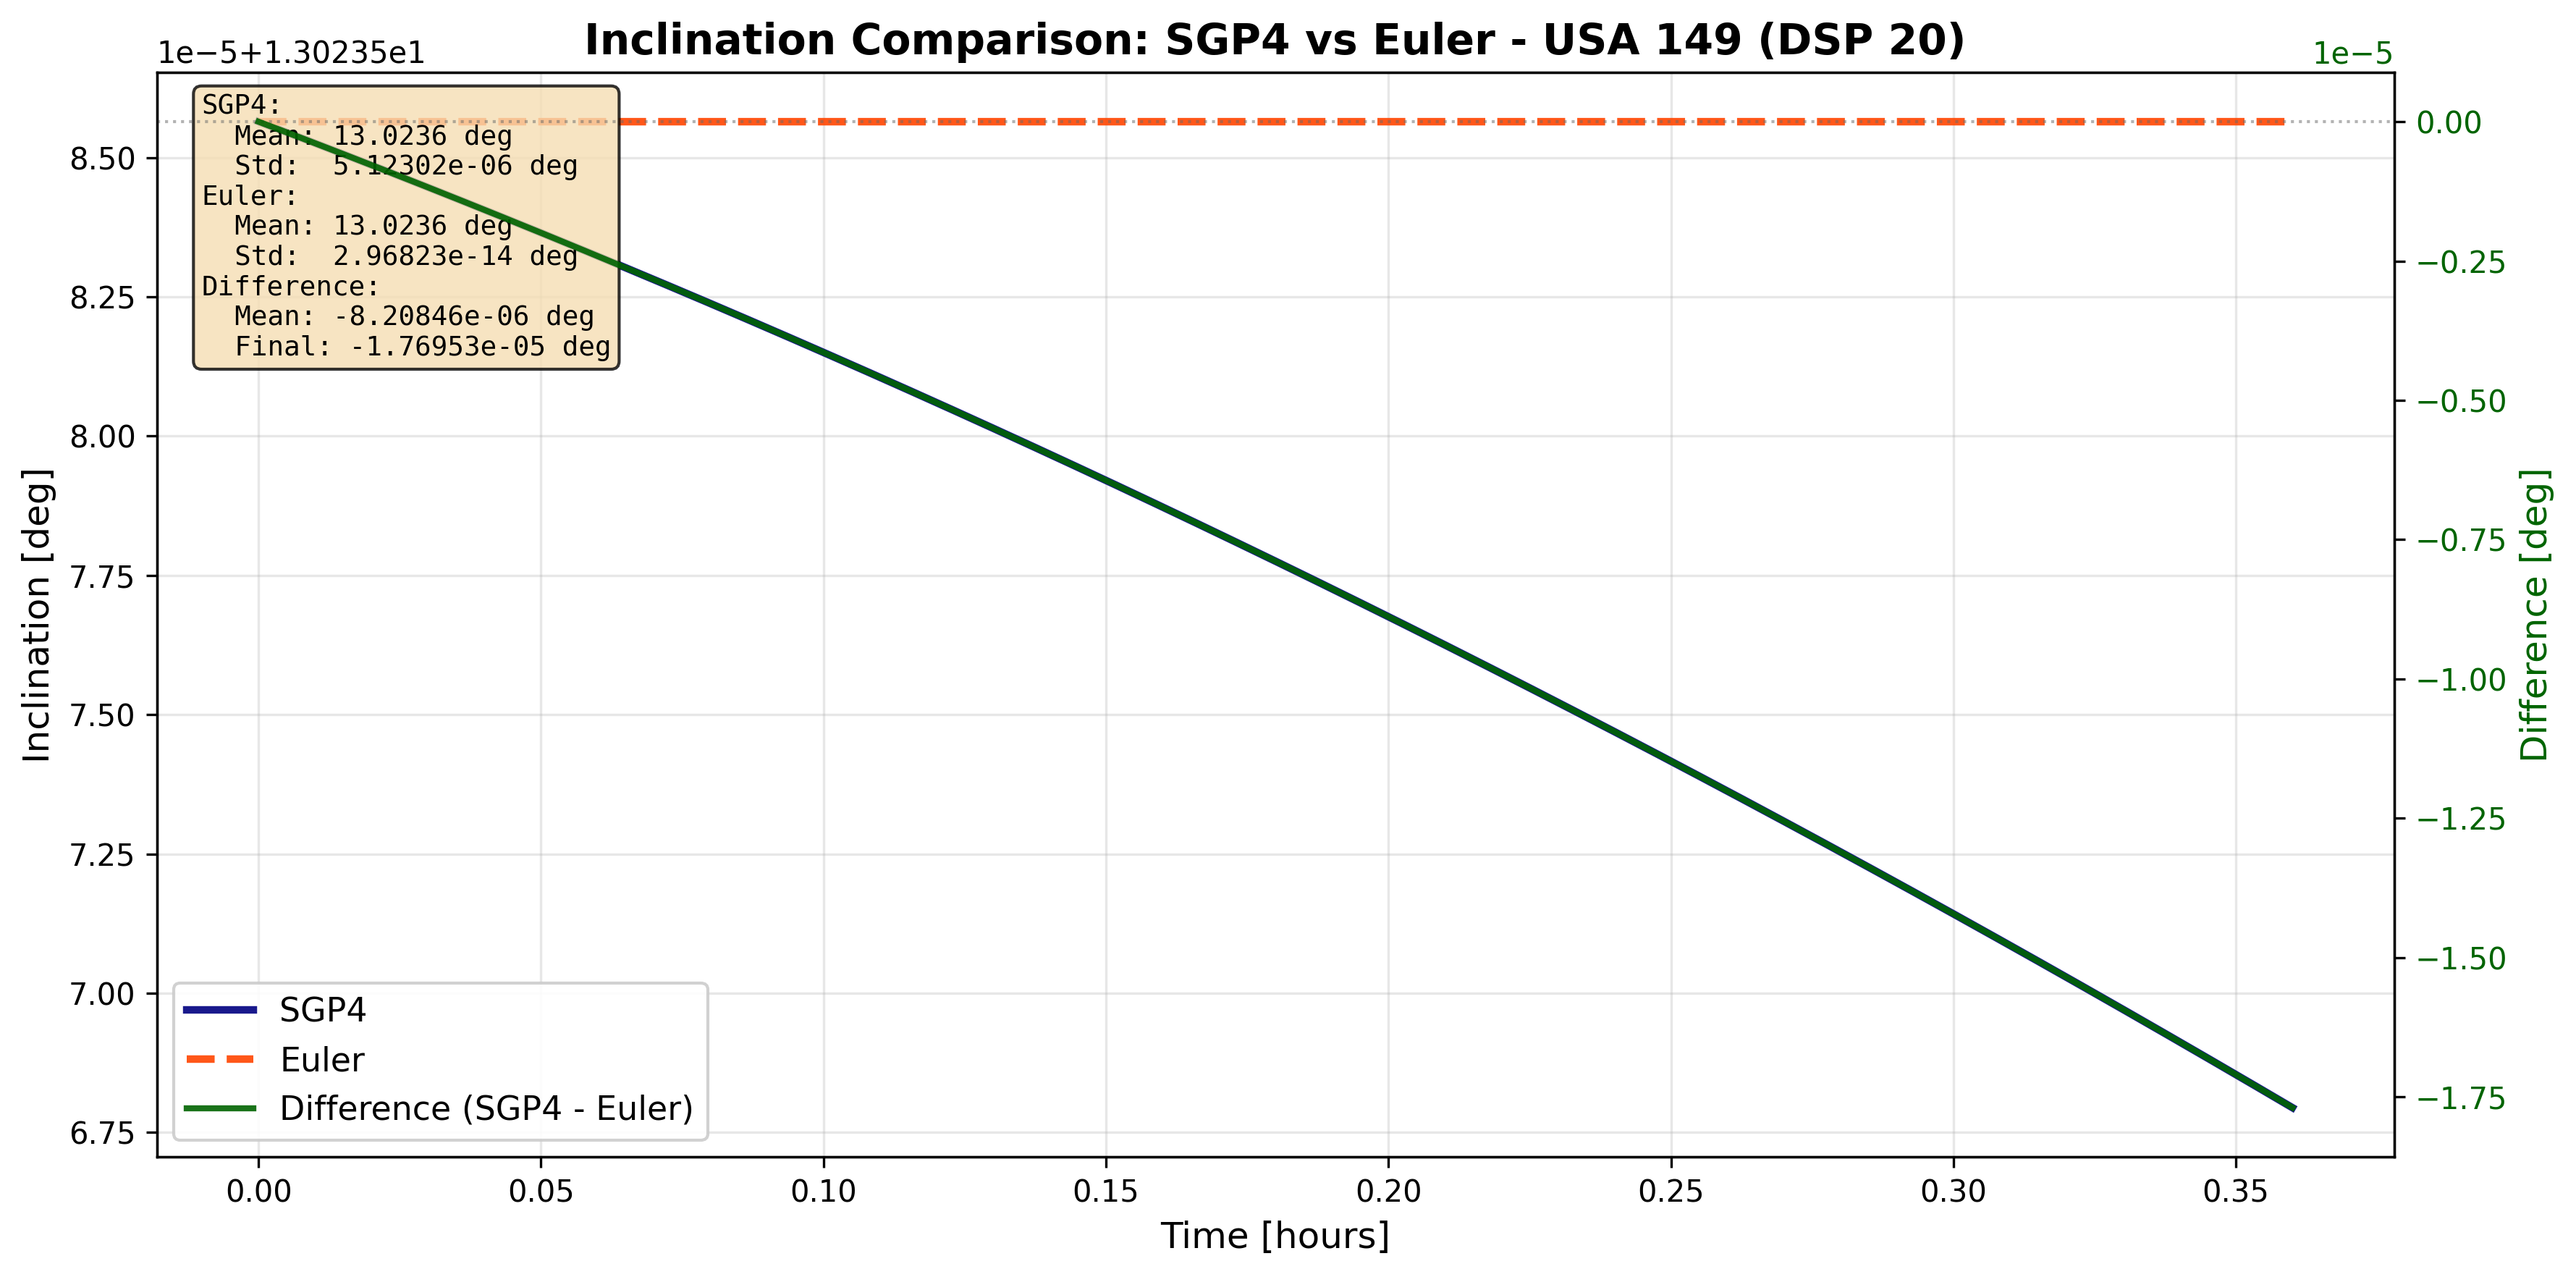 Inclination Comparison: SGP4 vs Euler - USA 149 (DSP 20)
1e−5+1.30235e1
1e−5
SGP4:
Mean: 13.0236 deg
Std: 5.12302e-06 deg
Euler:
Mean: 13.0236 deg
Std: 2.96823e-14 deg
Difference:
Mean: -8.20846e-06 deg
Final: -1.76953e-05 deg
8.50
8.25
8.00
7.75
7.50
7.25
7.00
6.75
Inclination [deg]
0.00
−0.25
−0.50
−0.75
−1.00
−1.25
−1.50
−1.75
Difference [deg]
SGP4
Euler
Difference (SGP4 - Euler)
0.00 0.05 0.10 0.15 0.20 0.25 0.30 0.35
Time [hours]